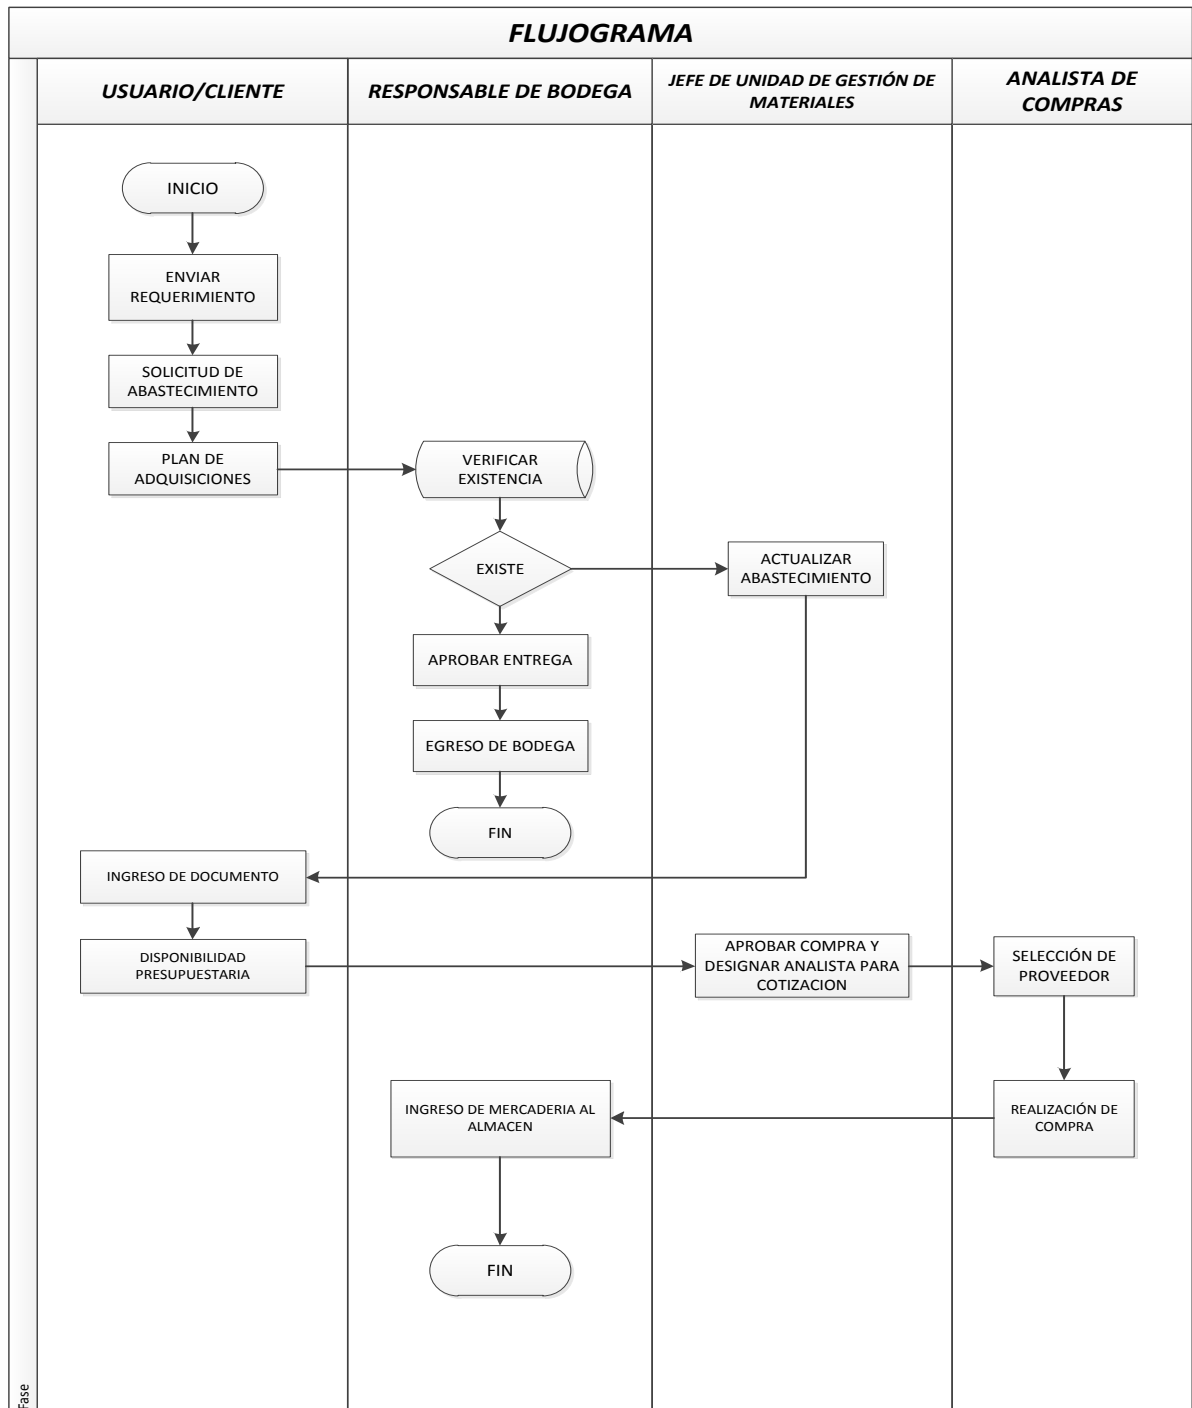 FLUJOGRAMA
USUARIO/CLIENTE
RESPONSABLE DE BODEGA
JEFE DE UNIDAD DE GESTIÓN DE
MATERIALES
ANALISTA DE
COMPRAS
INICIO
ENVIAR
REQUERIMIENTO
SOLICITUD DE
ABASTECIMIENTO
PLAN DE
ADQUISICIONES
VERIFICAR
EXISTENCIA
EXISTE
ACTUALIZAR
ABASTECIMIENTO
APROBAR ENTREGA
EGRESO DE BODEGA
FIN
INGRESO DE DOCUMENTO
DISPONIBILIDAD
PRESUPUESTARIA
APROBAR COMPRA Y
DESIGNAR ANALISTA PARA
COTIZACION
SELECCIÓN DE
PROVEEDOR
REALIZACIÓN DE
COMPRA
INGRESO DE MERCADERIA AL
ALMACEN
FIN
Fase